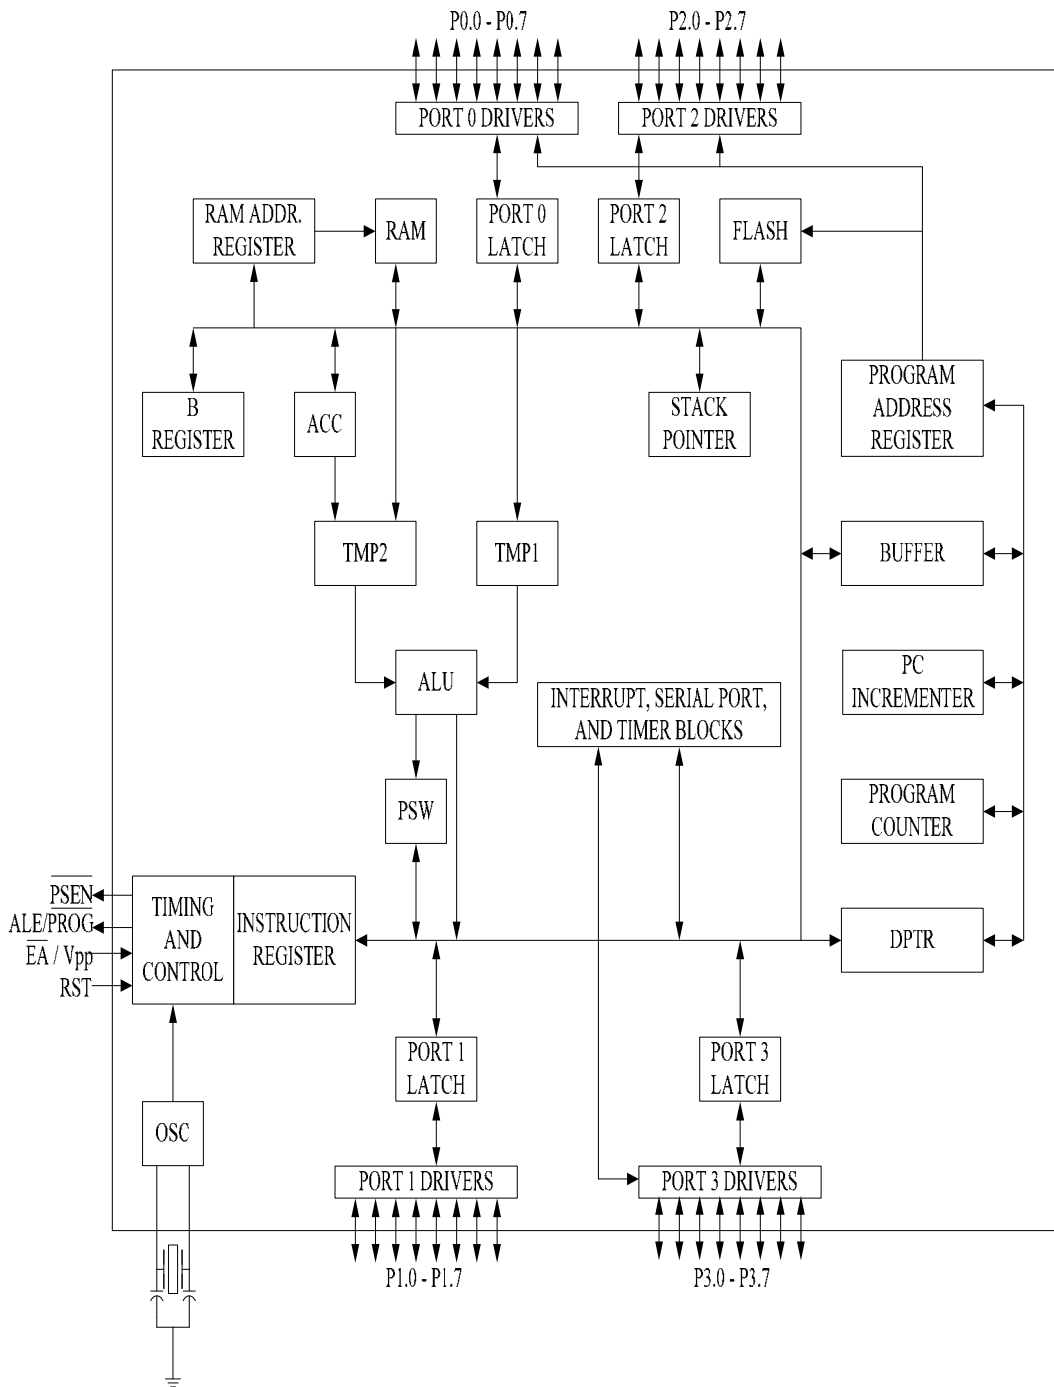 P0.0 - P0.7
P2.0 - P2.7
PORT 0 DRIVERS
PORT 2 DRIVERS
RAM ADDR.
REGISTER
RAM
PORT 0
LATCH
PORT 2
LATCH
FLASH
B
REGISTER
ACC
STACK
POINTER
PROGRAM
ADDRESS
REGISTER
TMP2
TMP1
BUFFER
ALU
INTERRUPT, SERIAL PORT,
AND TIMER BLOCKS
PC
INCREMENTER
PSW
PROGRAM
COUNTER
PSEN
ALE/PROG
EA / Vpp
RST
TIMING
AND
CONTROL
INSTRUCTION
REGISTER
DPTR
PORT 1
LATCH
PORT 3
LATCH
OSC
PORT 1 DRIVERS
PORT 3 DRIVERS
P1.0 - P1.7
P3.0 - P3.7